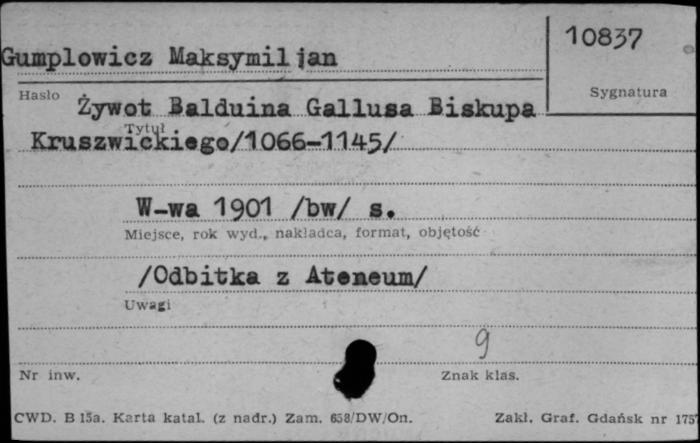 Gumplowicz Maksymiljan
10837
Hasło
Sygnatura
Żywot Balduina Gallusa Biskupa
Tytuł
Kruszwickiego/1066-1145/
W-wa 1901 /bw/ s.
Miejsce, rok wyd., nakładca, format, objętość
/Odbitka z Ateneum/
Uwagi
9
Nr inw.
Znak klas.
CWD. B 15a. Karta katal. (z nadr.) Zam. 658/DW/On.
Zakł. Graf. Gdańsk nr 1757